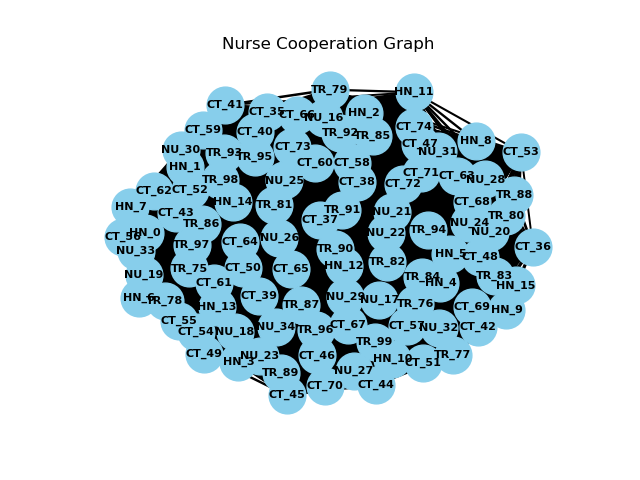 Nurse Cooperation Graph
TR_79
HN_11
CT_41
CT_35
CT_66
NU_16
HN_2
CT_59
CT_40
TR_92
TR_85
CT_74
CT_47
HN_8
NU_31
CT_53
NU_30
TR_93
TR_95
CT_73
CT_60
CT_58
HN_1
TR_98
NU_25
CT_38
CT_72
CT_71
CT_63
NU_28
CT_62
CT_52
TR_88
HN_7
CT_43
HN_14
TR_81
TR_91
NU_21
CT_68
TR_80
TR_86
CT_37
NU_24
NU_20
CT_56
HN_0
NU_33
TR_97
CT_64
NU_26
TR_90
NU_22
TR_94
CT_36
HN_5
CT_48
NU_19
TR_75
CT_50
CT_65
HN_12
TR_82
TR_84
HN_4
TR_83
HN_15
CT_61
HN_6
TR_78
HN_13
CT_39
TR_87
NU_29
NU_17
TR_76
CT_69
HN_9
CT_55
CT_54
NU_18
NU_34
TR_96
CT_67
CT_57
NU_32
CT_42
TR_99
CT_49
HN_3
NU_23
CT_46
HN_10
CT_51
TR_77
TR_89
NU_27
CT_70
CT_44
CT_45